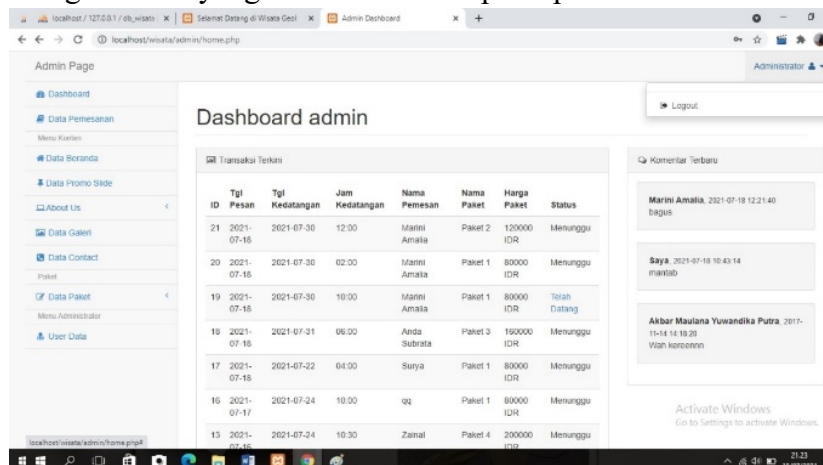 localhost / 127.0.0.1 / db_wisata
Selamat Datang di Wisata Geol
Admin Dashboard
localhost/wisata/admin/home.php
Admin Page
Administrator
Dashboard
Logout
Data Pemesanan
Dashboard admin
Menu Konten
Data Beranda
Transaksi Terkini
Komentar Terbaru
Data Promo Slide
About Us
Data Galeri
Data Contact
Paket
Data Paket
Menu Administrator
User Data
ID Tgl Pesan Tgl Kedatangan Jam Kedatangan Nama Pemesan Nama Paket Harga Paket Status
21 2021-07-18 2021-07-30 12:00 Marini Amalia Paket 2 120000 IDR Menunggu
20 2021-07-18 2021-07-30 02:00 Marini Amalia Paket 1 80000 IDR Menunggu
19 2021-07-18 2021-07-30 10:00 Marini Amalia Paket 1 80000 IDR Telah Datang
18 2021-07-18 2021-07-31 06:00 Anda Subrata Paket 3 160000 IDR Menunggu
17 2021-07-18 2021-07-22 04:00 Surya Paket 1 80000 IDR Menunggu
16 2021-07-17 2021-07-24 10:00 qq Paket 1 80000 IDR Menunggu
13 2021-07-16 2021-07-24 10:30 Zainal Paket 4 200000 IDR Menunggu
Marini Amalia, 2021-07-18 12:21:40
bagus
Saya, 2021-07-18 10:43:14
mantab
Akbar Maulana Yuwandika Putra, 2017-
11-14 14:18:20
Wah kereennn
Activate Windows
Go to Settings to activate Windows.
localhost/wisata/admin/home.php#
21.23